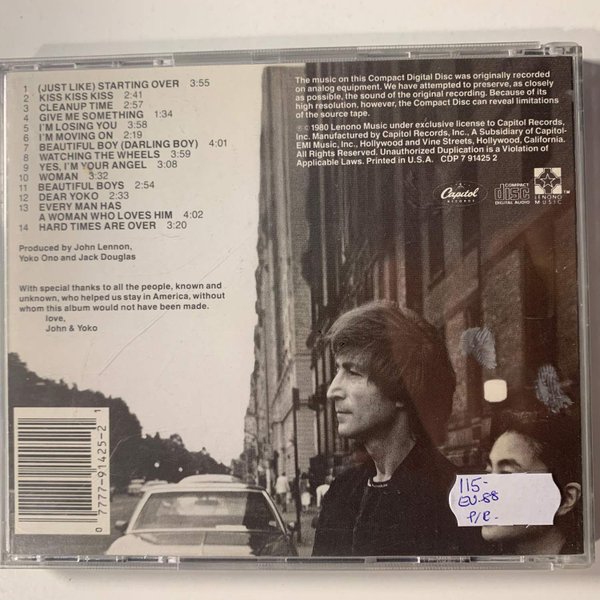 1 (JUST LIKE) STARTING OVER 3:55
2 KISS KISS KISS 2:41
3 CLEANUP TIME 2:57
4 GIVE ME SOMETHING 1:34
5 I'M LOSING YOU 3:58
6 I'M MOVING ON 2:19
7 BEAUTIFUL BOY (DARLING BOY) 4:01
8 WATCHING THE WHEELS 3:59
9 YES, I'M YOUR ANGEL 3:08
10 WOMAN 3:32
11 BEAUTIFUL BOYS 2:54
12 DEAR YOKO 2:33
13 EVERY MAN HAS
A WOMAN WHO LOVES HIM 4:02
14 HARD TIMES ARE OVER 3:20
Produced by John Lennon,
Yoko Ono and Jack Douglas
With special thanks to all the people, known and
unknown, who helped us stay in America, without
whom this album would not have been made.
love,
John & Yoko
The music on this Compact Digital Disc was originally recorded
on analog equipment. We have attempted to preserve, as closely
as possible, the sound of the original recording. Because of its
high resolution, however, the Compact Disc can reveal limitations
of the source tape.
℗ © 1980 Lenono Music under exclusive license to Capitol Records,
Inc. Manufactured by Capitol Records, Inc., A Subsidiary of Capitol-
EMI Music, Inc., Hollywood and Vine Streets, Hollywood, California.
All Rights Reserved. Unauthorized Duplication is a Violation of
Applicable Laws. Printed in U.S.A. CDP 7 91425 2
Capitol
RECORDS
COMPACT
disc
DIGITAL AUDIO
LENONO
MUSIC
TM
0 7777-91425-2 1
115-
EU-88
P/R-